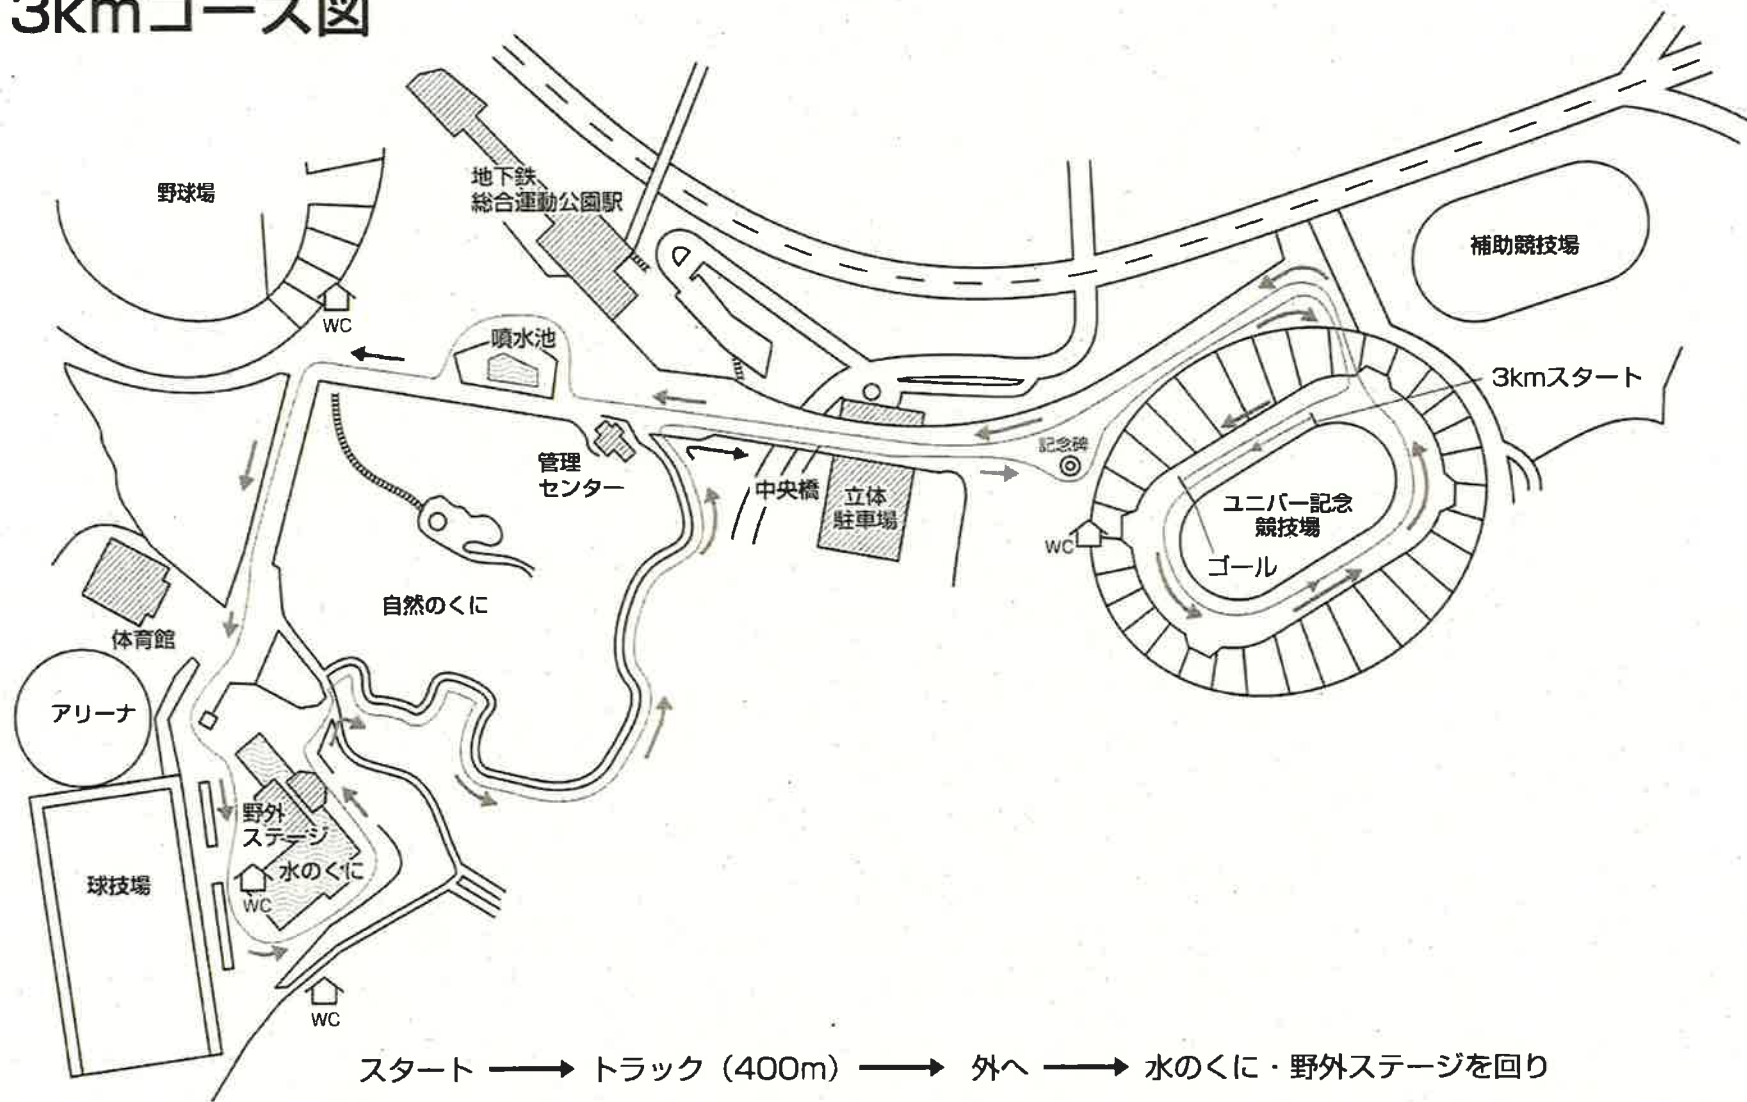 3kmコース図
野球場
地下鉄
総合運動公園駅
補助競技場
WC
噴水池
3kmスタート
管理
センター
記念碑
中央橋
立体
駐車場
ユニバー記念
競技場
WC
ゴール
自然のくに
体育館
アリーナ
野外
ステージ
水のくに
球技場
WC
WC
スタート → トラック（400m） → 外へ → 水のくに・野外ステージを回り